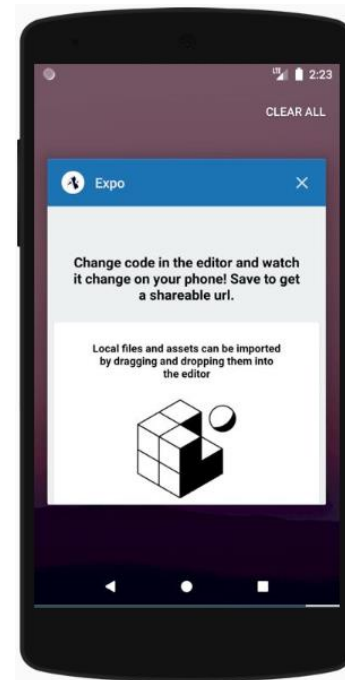 LTE 2:23
CLEAR ALL
Expo
Change code in the editor and watch
it change on your phone! Save to get
a shareable url.
Local files and assets can be imported
by dragging and dropping them into
the editor